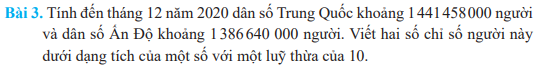 Bài 3. Tính đến tháng 12 năm 2020 dân số Trung Quốc khoảng 1 441 458 000 người
và dân số Ấn Độ khoảng 1 386 640 000 người. Viết hai số chỉ số người này
dưới dạng tích của một số với một luỹ thừa của 10.